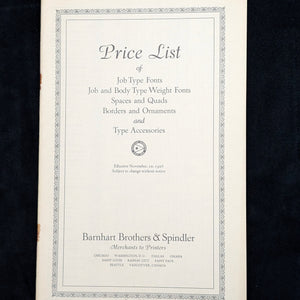 Price List
of
Job Type Fonts
Job and Body Type Weight Fonts
Spaces and Quads
Borders and Ornaments
and
Type Accessories
Effective November 10, 1926
Subject to change without notice
Barnhart Brothers & Spindler
Merchants to Printers
CHICAGO WASHINGTON, D.C. DALLAS OMAHA
SAINT LOUIS KANSAS CITY SAINT PAUL
SEATTLE VANCOUVER, CANADA